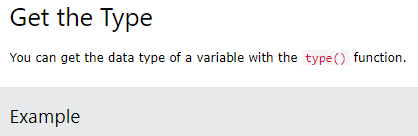 Get the Type
You can get the data type of a variable with the type() function.
Example